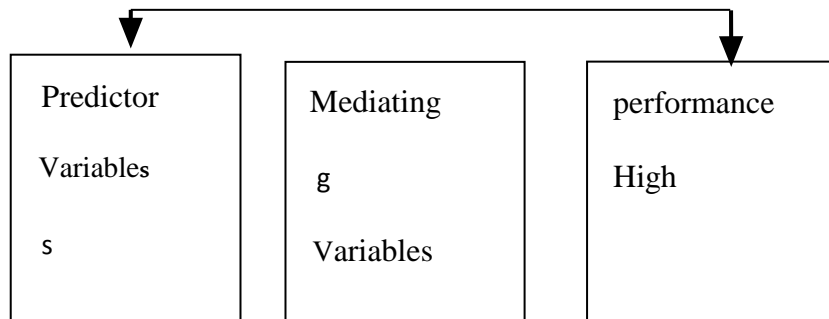 Predictor
Variables
s
Mediating
g
Variables
performance
High